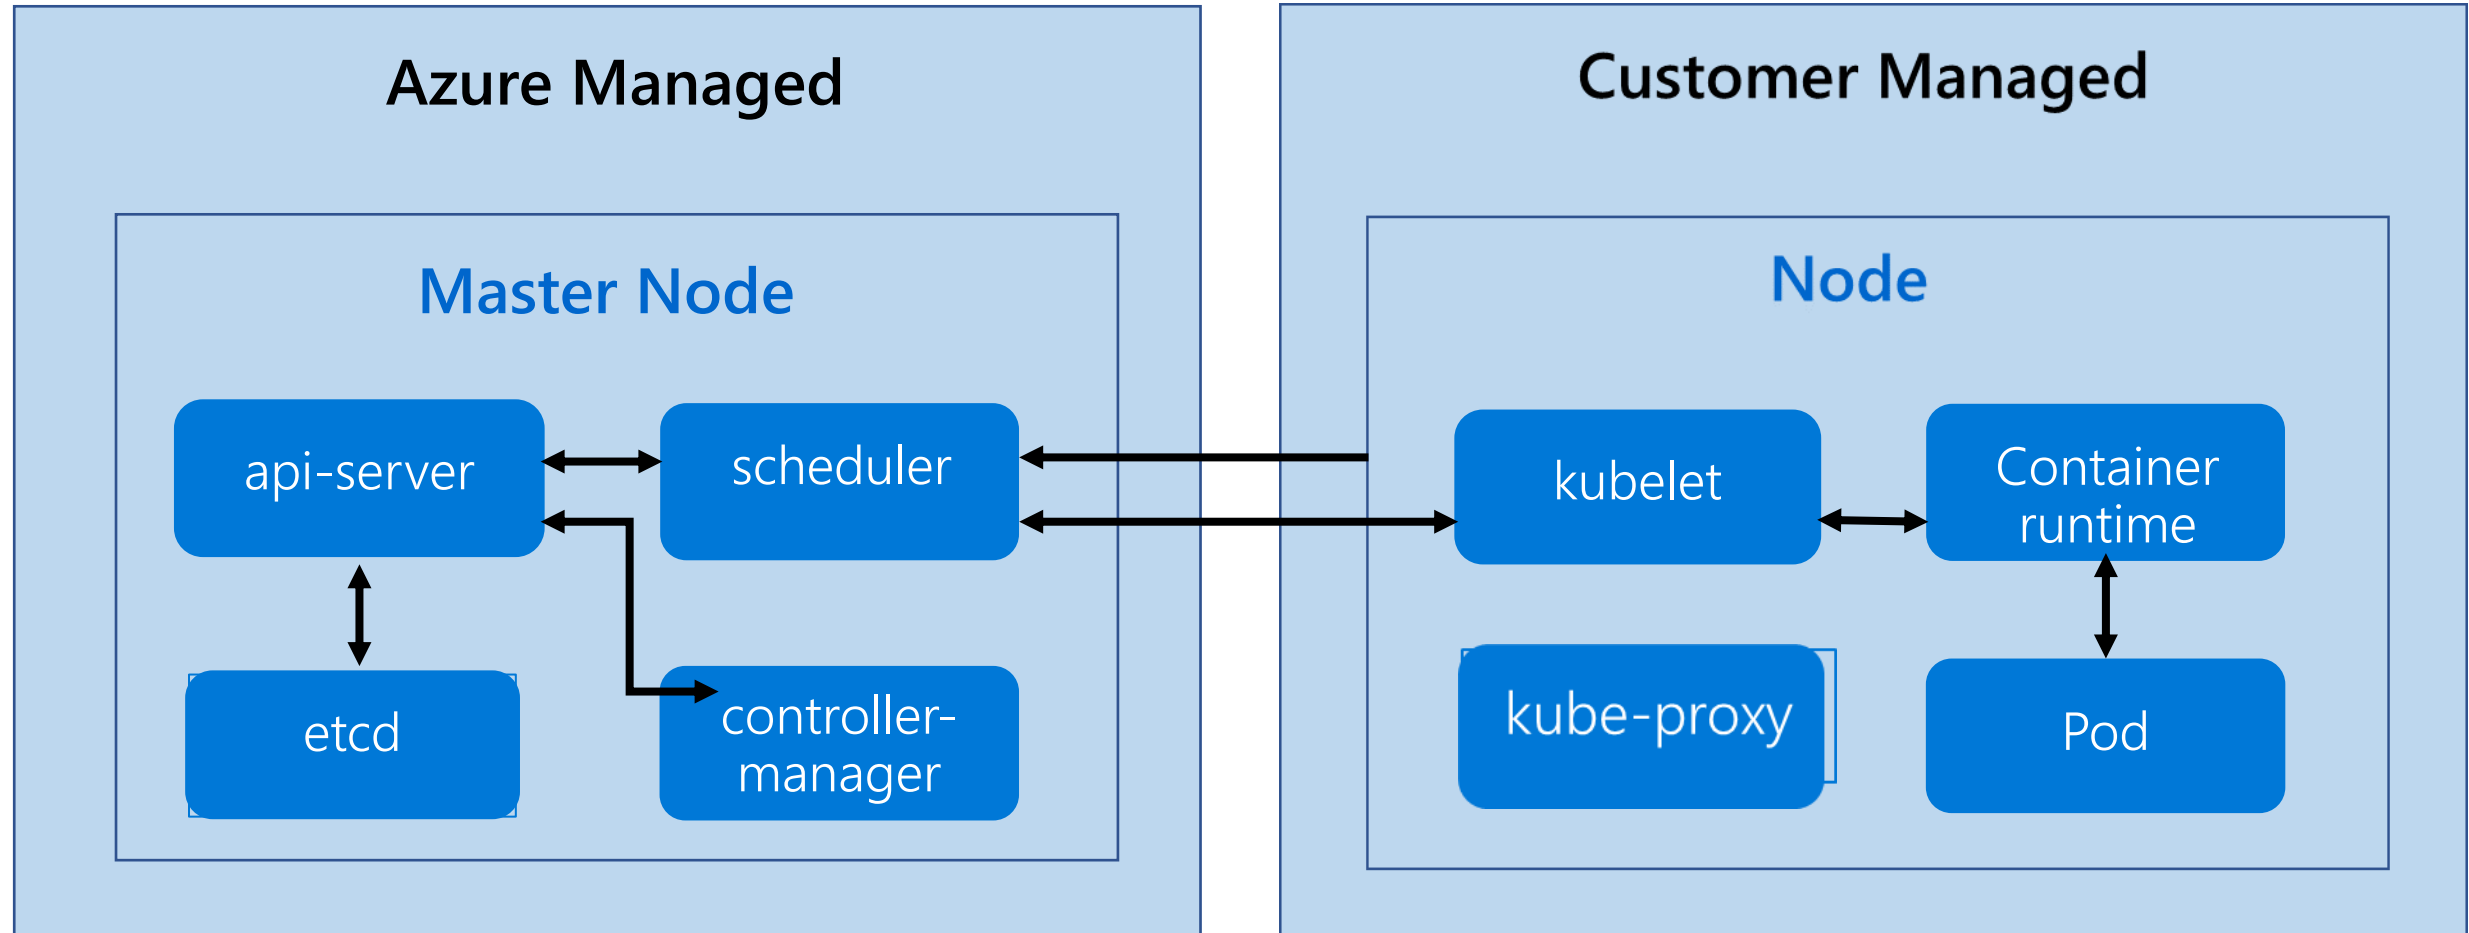 Azure Managed
Master Node
api-server
scheduler
etcd
controller-
manager
Customer Managed
Node
kubelet
Container
runtime
kube-proxy
Pod